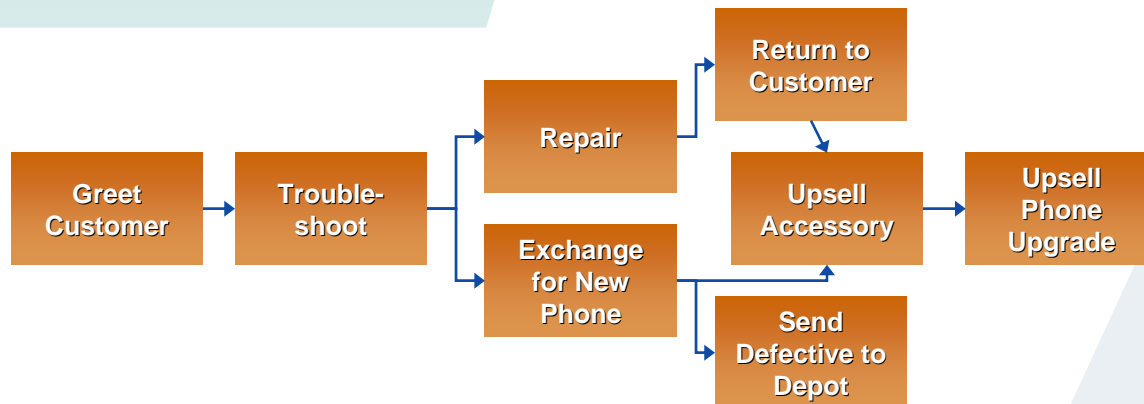 Greet
Customer
Trouble-
shoot
Repair
Exchange
for New
Phone
Return to
Customer
Upsell
Accessory
Send
Defective to
Depot
Upsell
Phone
Upgrade